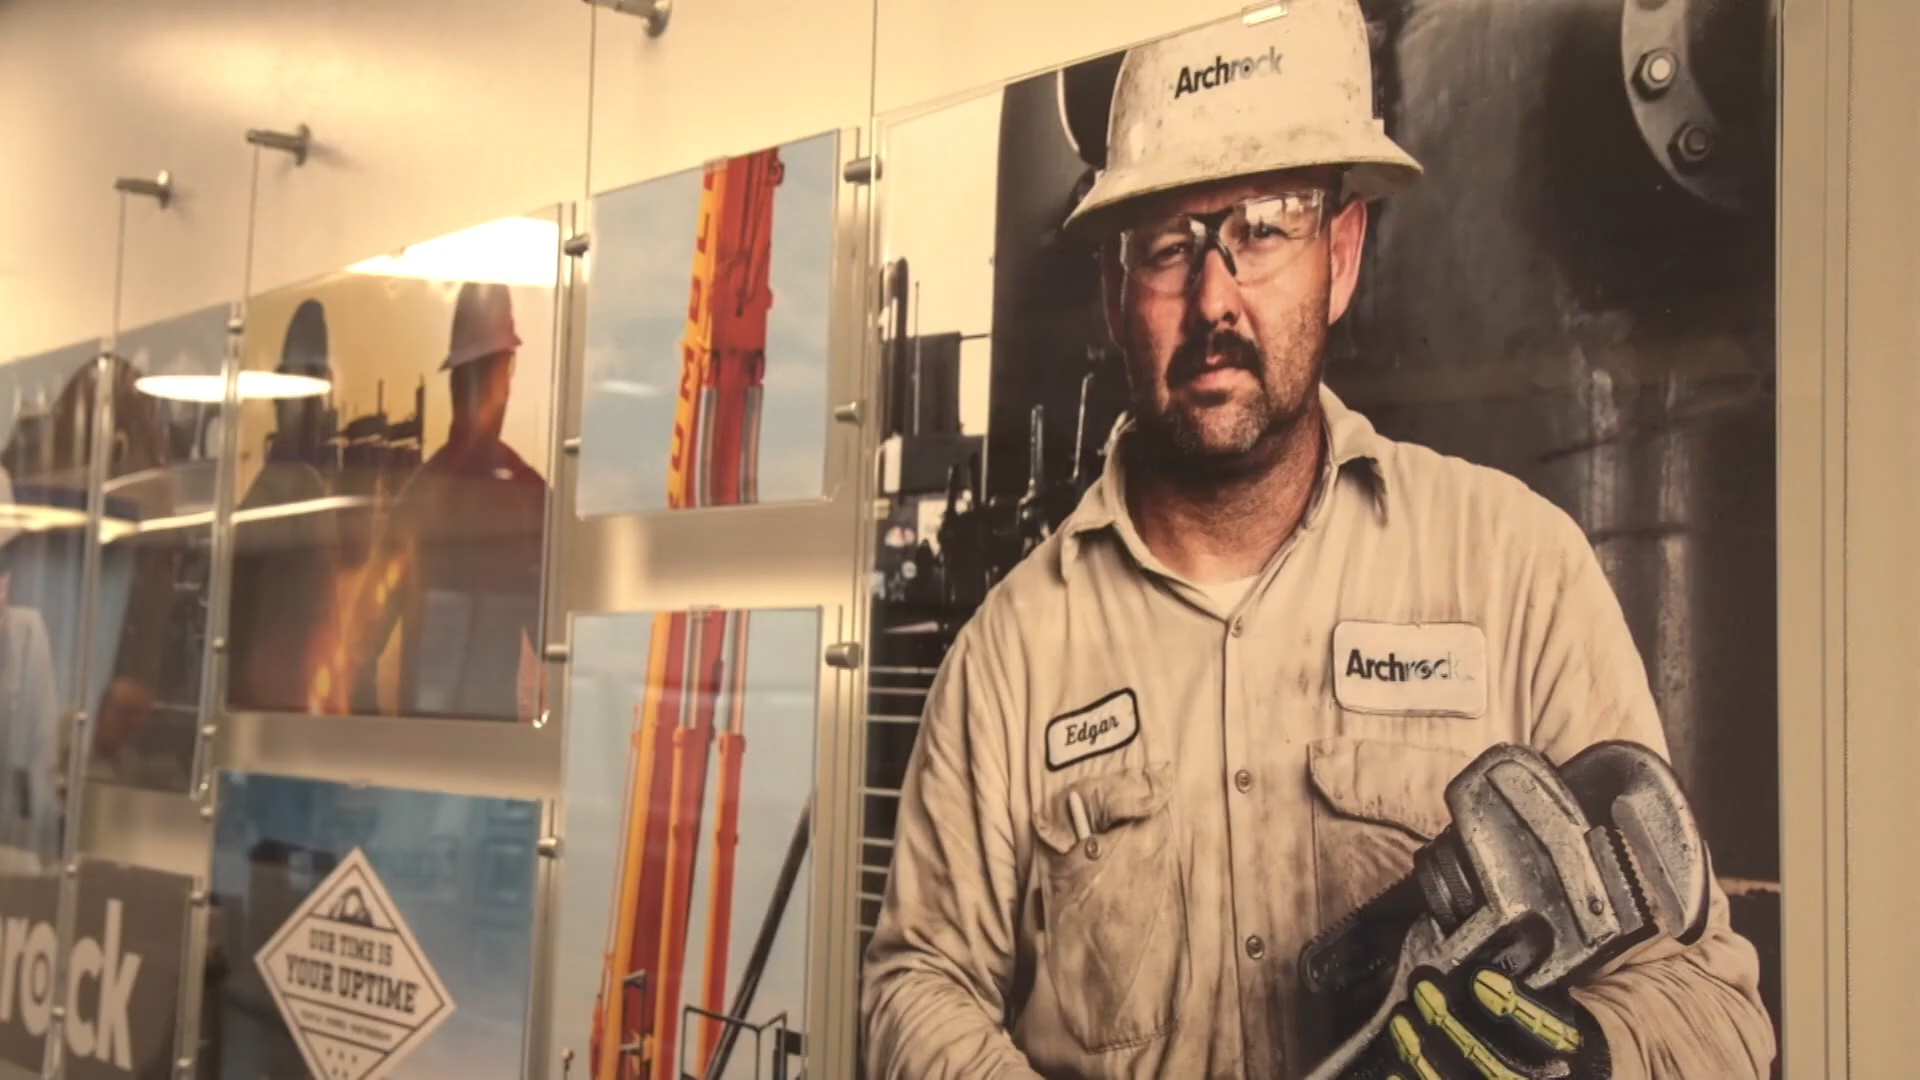 Archrock
Archrock
Edgar
OUR TIME IS
YOUR UPTIME
rock